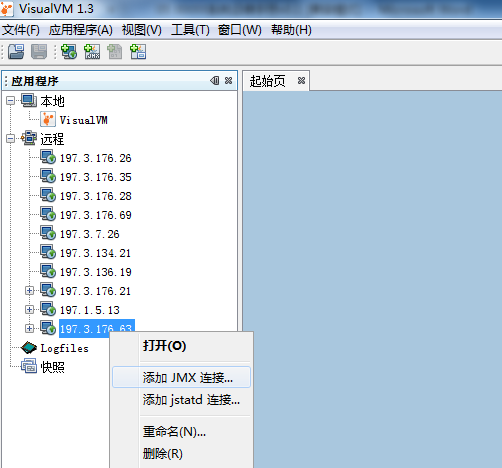 VisualVM 1.3
文件(F) 应用程序(A) 视图(V) 工具(T) 窗口(W) 帮助(H)
应用程序
起始页
本地
VisualVM
远程
197.3.176.26
197.3.176.35
197.3.176.28
197.3.176.69
197.3.7.26
197.3.134.21
197.3.136.19
197.3.176.21
197.1.5.13
197.3.176.63
Logfiles
快照
打开(O)
添加 JMX 连接...
添加 jstatd 连接...
重命名(N)...
删除(R)